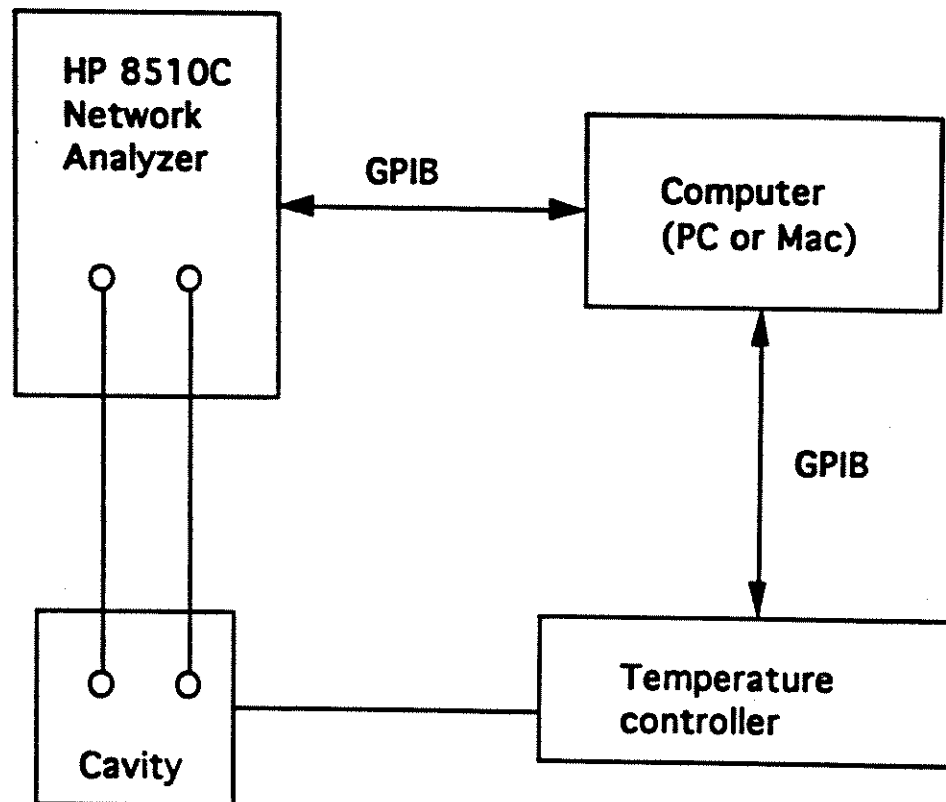 HP 8510C
Network
Analyzer
GPIB
Computer
(PC or Mac)
GPIB
Temperature
controller
Cavity